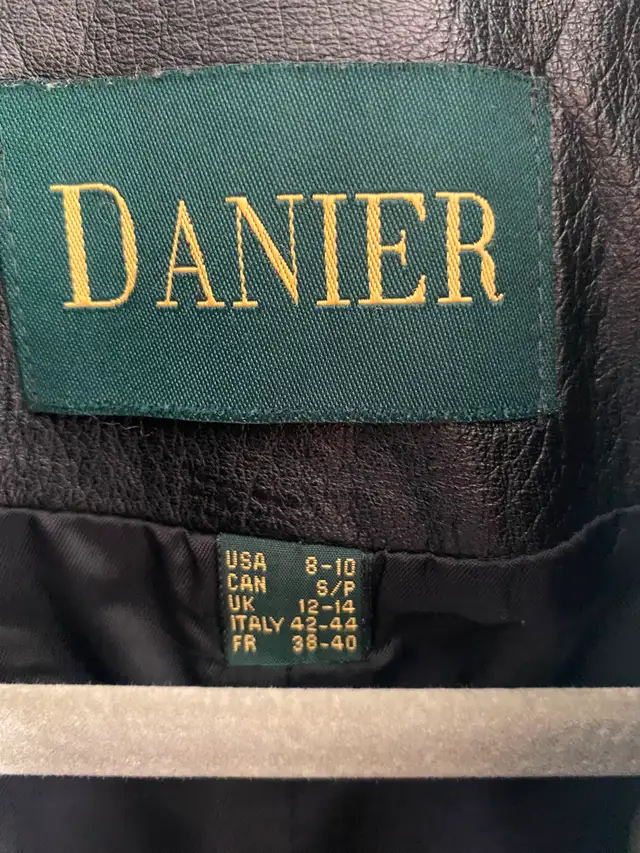 DANIER
USA 8-10
CAN S/P
UK 12-14
ITALY 42-44
FR 38-40